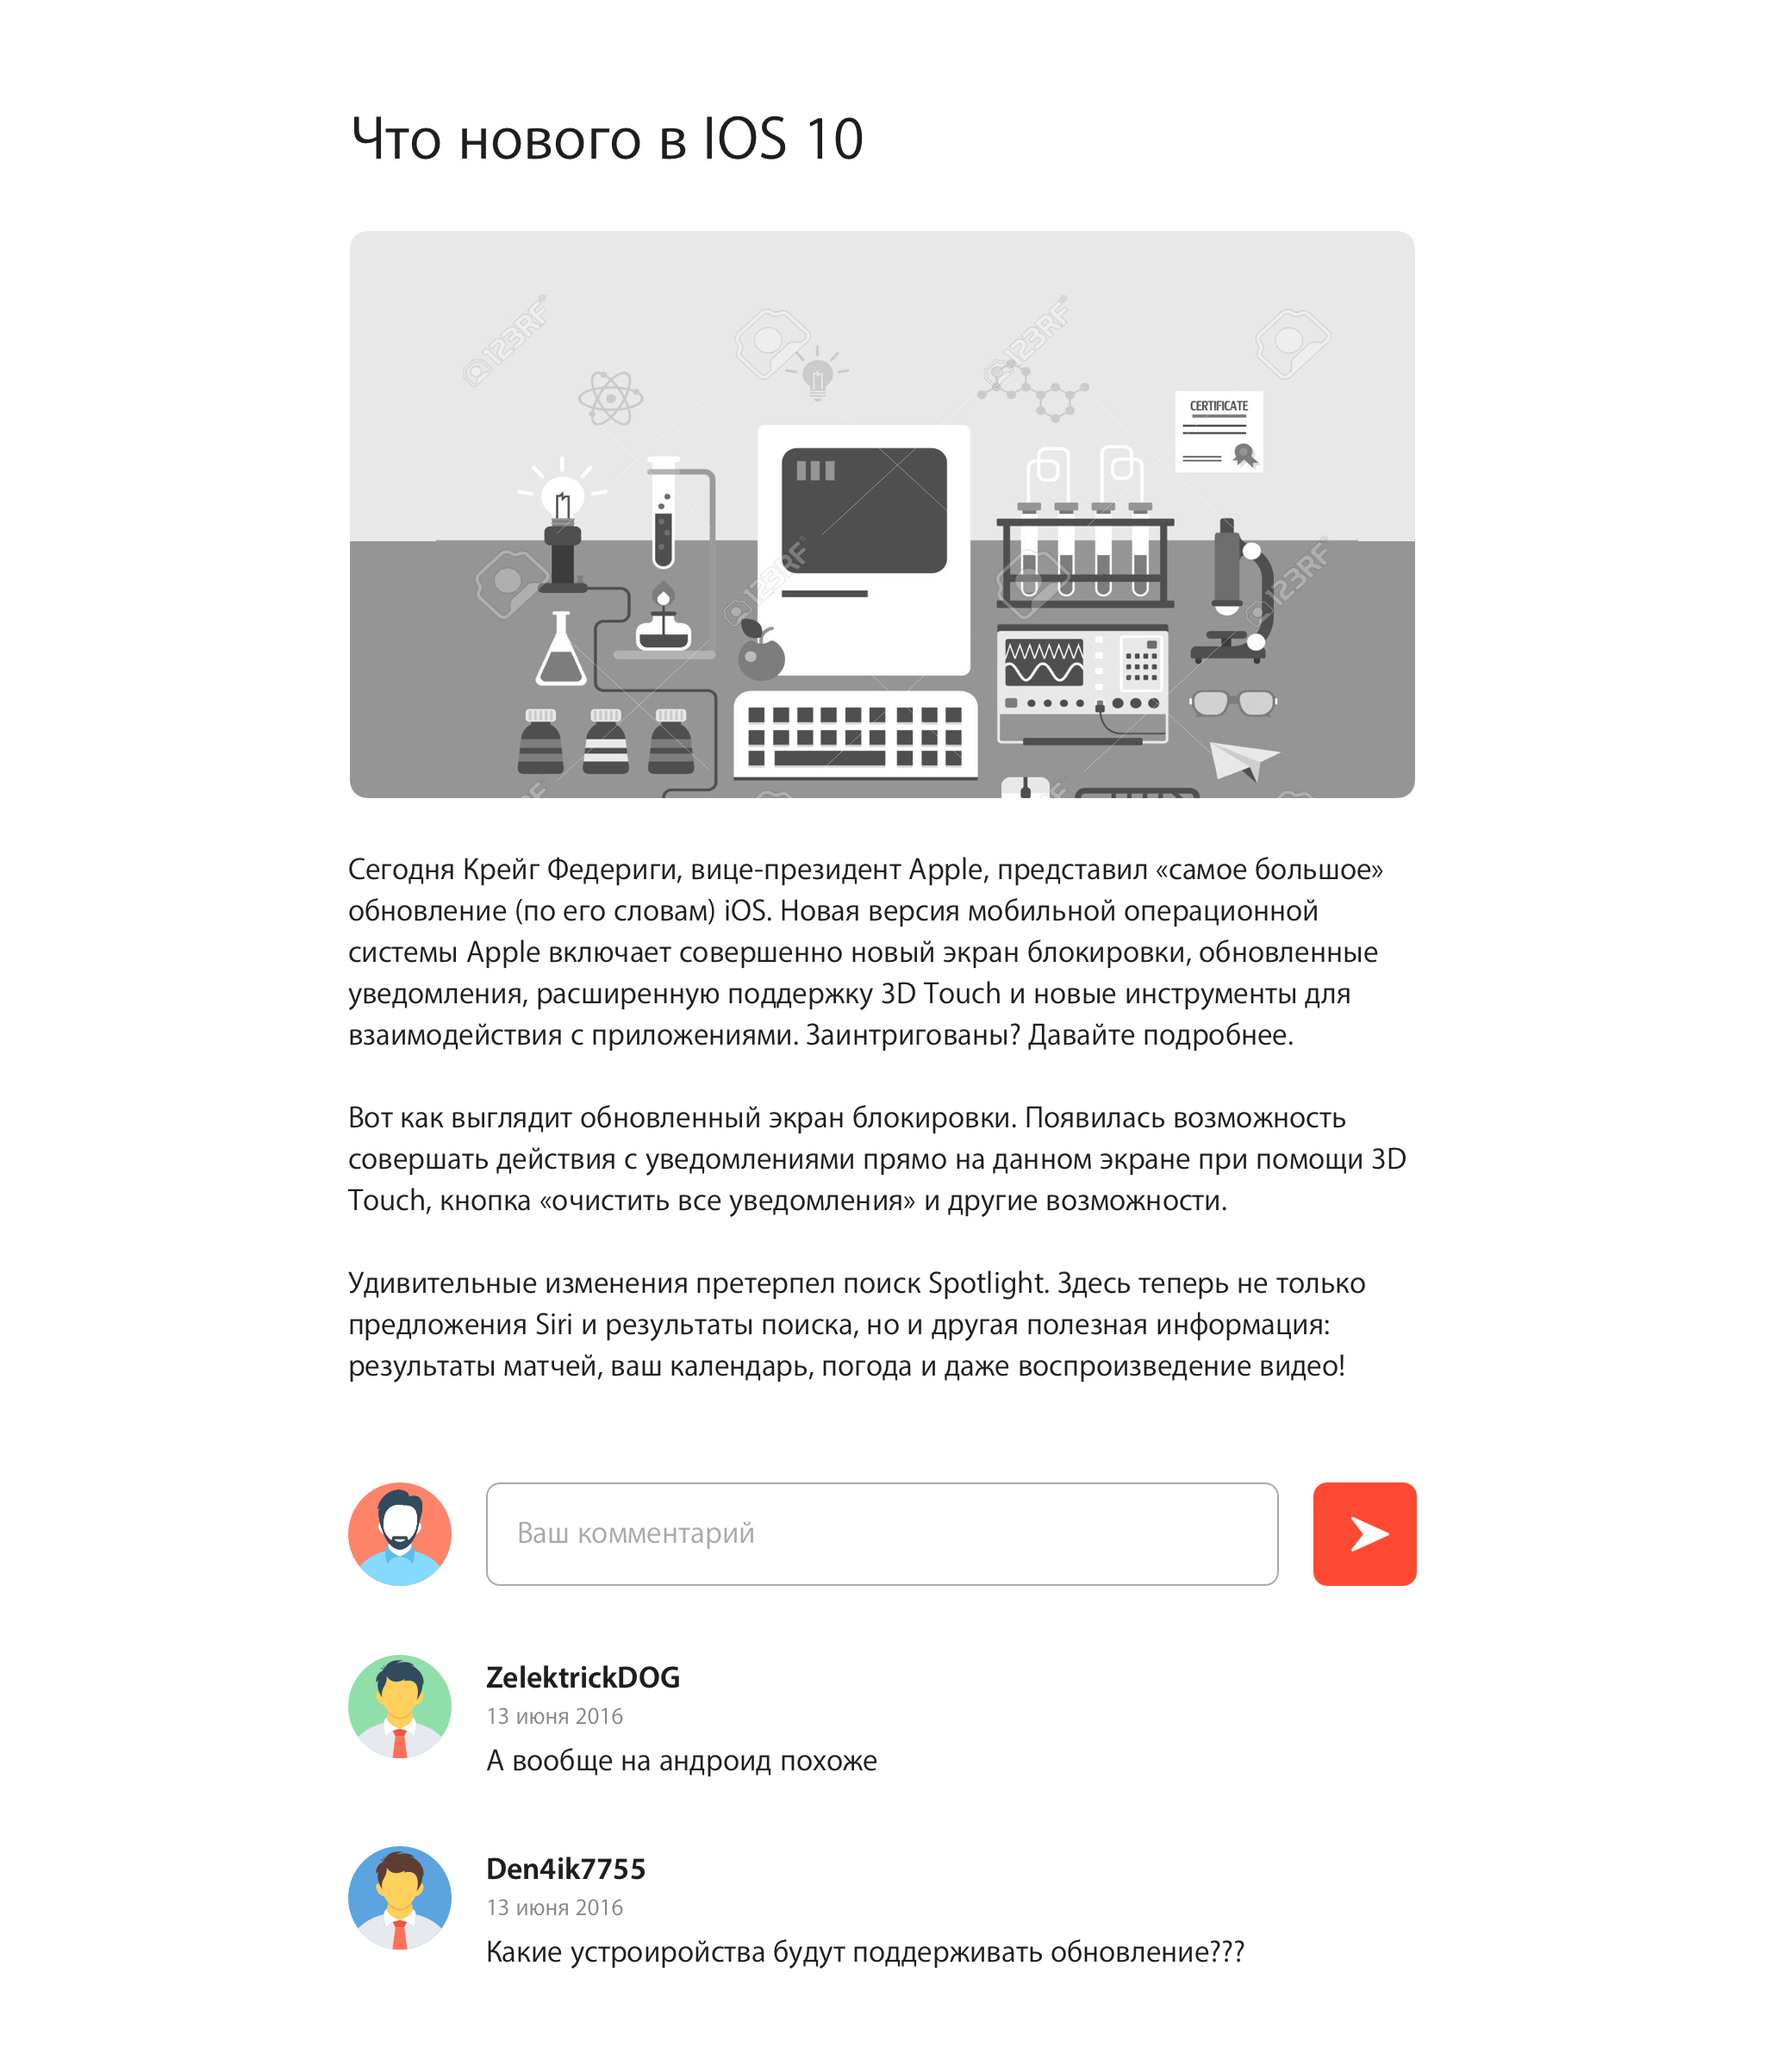 Что нового в IOS 10
123RF
123RF
CERTIFICATE
123RF
123RF
Сегодня Крейг Федериги, вице-президент Apple, представил «самое большое»
обновление (по его словам) iOS. Новая версия мобильной операционной
системы Apple включает совершенно новый экран блокировки, обновленные
уведомления, расширенную поддержку 3D Touch и новые инструменты для
взаимодействия с приложениями. Заинтригованы? Давайте подробнее.
Вот как выглядит обновленный экран блокировки. Появилась возможность
совершать действия с уведомлениями прямо на данном экране при помощи 3D
Touch, кнопка «очистить все уведомления» и другие возможности.
Удивительные изменения претерпел поиск Spotlight. Здесь теперь не только
предложения Siri и результаты поиска, но и другая полезная информация:
результаты матчей, ваш календарь, погода и даже воспроизведение видео!
Ваш комментарий
ZelektrickDOG
13 июня 2016
А вообще на андроид похоже
Den4ik7755
13 июня 2016
Какие устроиройства будут поддерживать обновление???